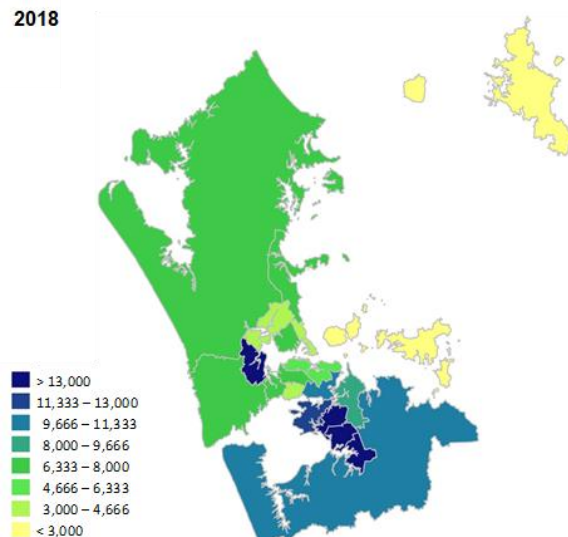 2018
> 13,000
11,333 – 13,000
9,666 – 11,333
8,000 – 9,666
6,333 – 8,000
4,666 – 6,333
3,000 – 4,666
< 3,000